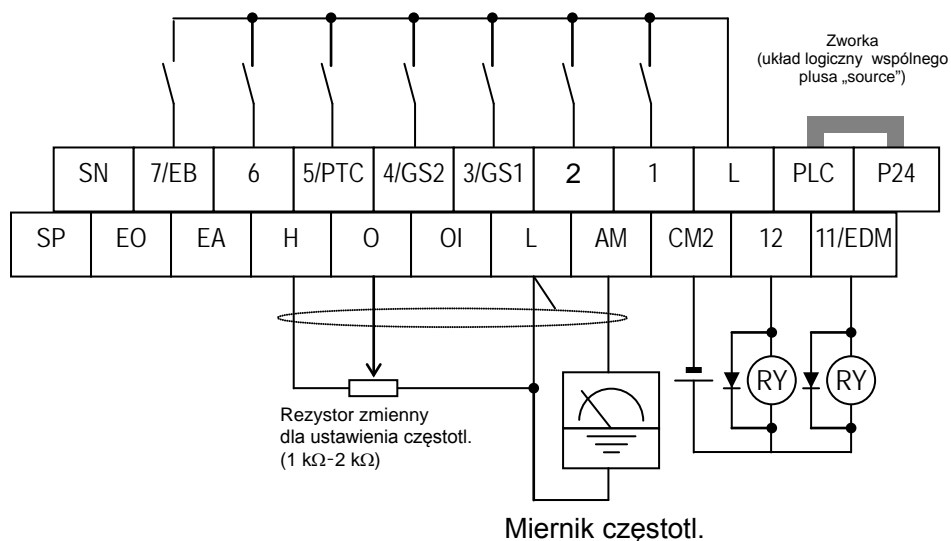 Zworka
(układ logiczny wspólnego
plusa „source")
SN 7/EB 6 5/PTC 4/GS2 3/GS1 2 1 L PLC P24
SP EO EA H O OI L AM CM2 12 11/EDM
RY RY
Rezystor zmienny
dla ustawienia częstotl.
(1 kΩ-2 kΩ)
Miernik częstotl.